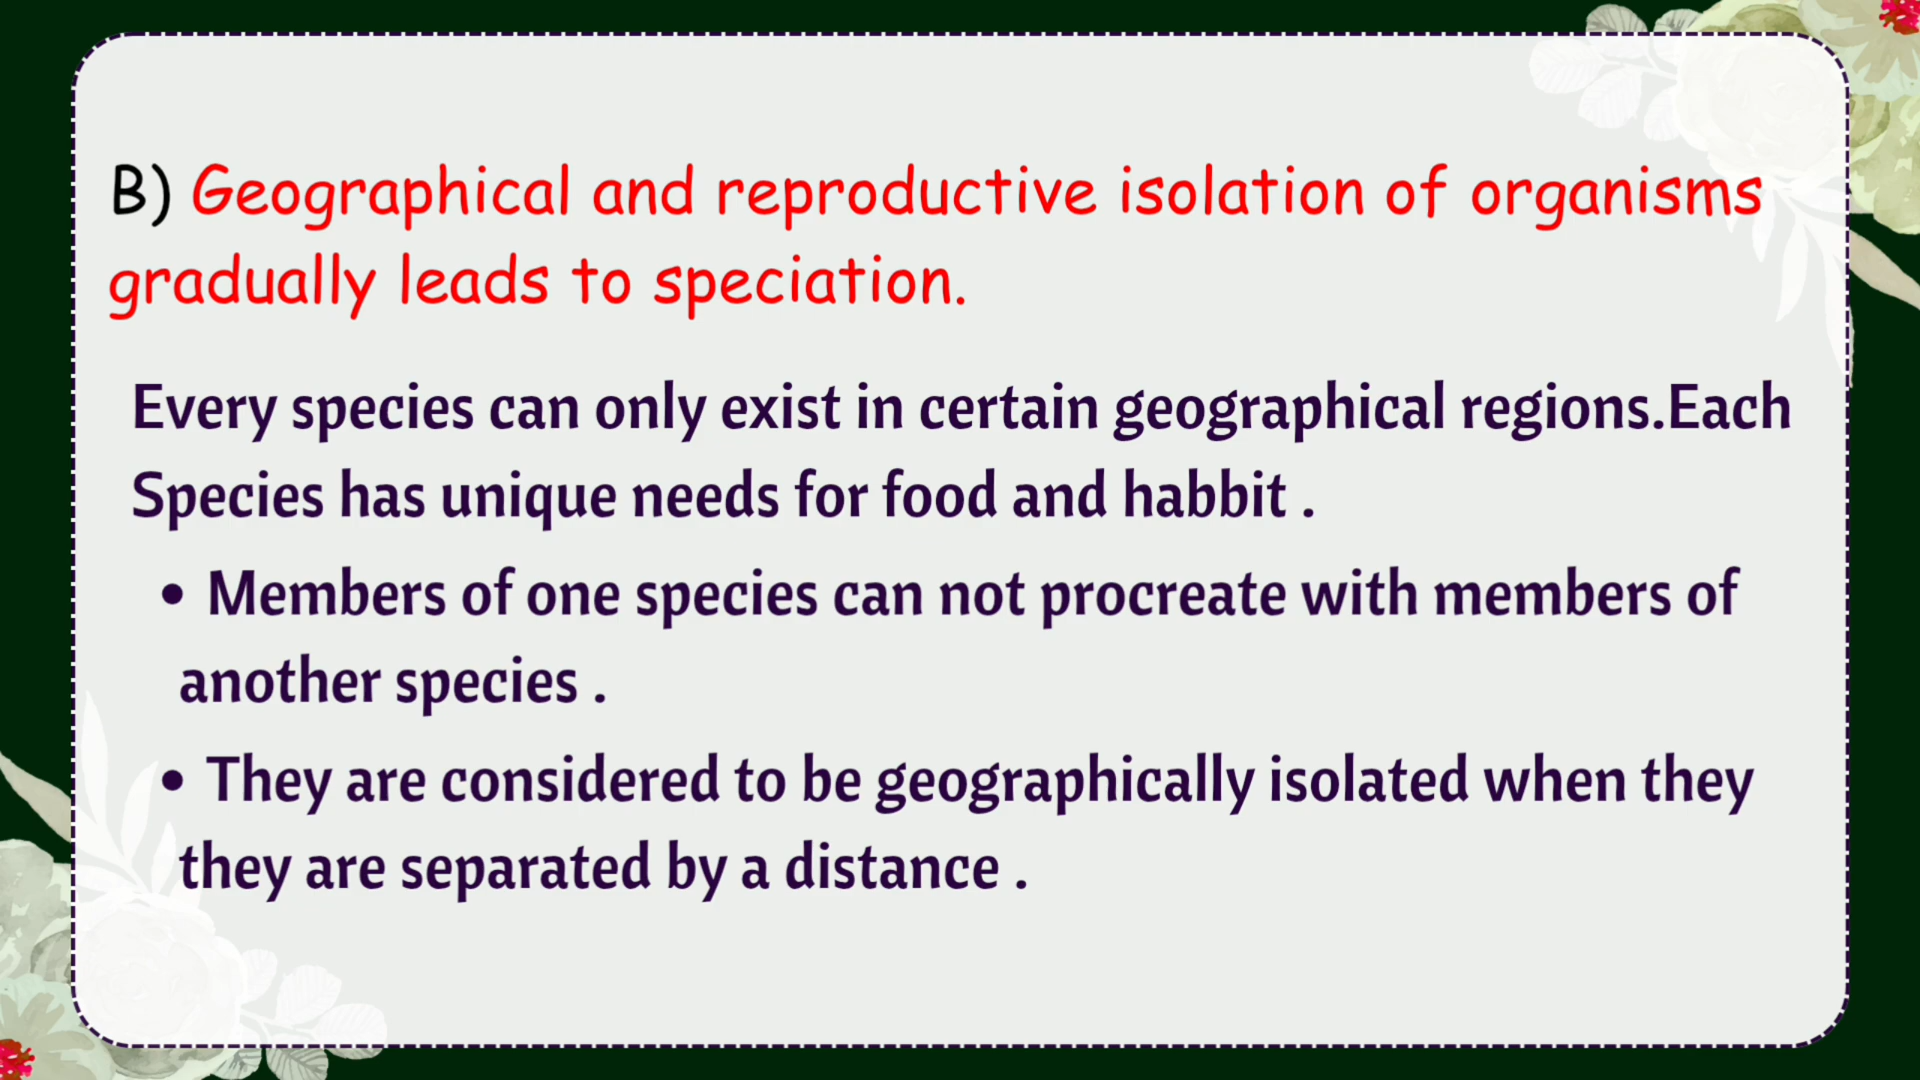 B) Geographical and reproductive isolation of organisms
gradually leads to speciation.
Every species can only exist in certain geographical regions.Each
Species has unique needs for food and habbit .
• Members of one species can not procreate with members of
another species .
• They are considered to be geographically isolated when they
they are separated by a distance .